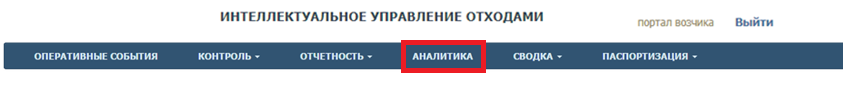 ИНТЕЛЛЕКТУАЛЬНОЕ УПРАВЛЕНИЕ ОТХОДАМИ
портал возчика Выйти
ОПЕРАТИВНЫЕ СОБЫТИЯ КОНТРОЛЬ ОТЧЕТНОСТЬ АНАЛИТИКА СВОДКА ПАСПОРТИЗАЦИЯ